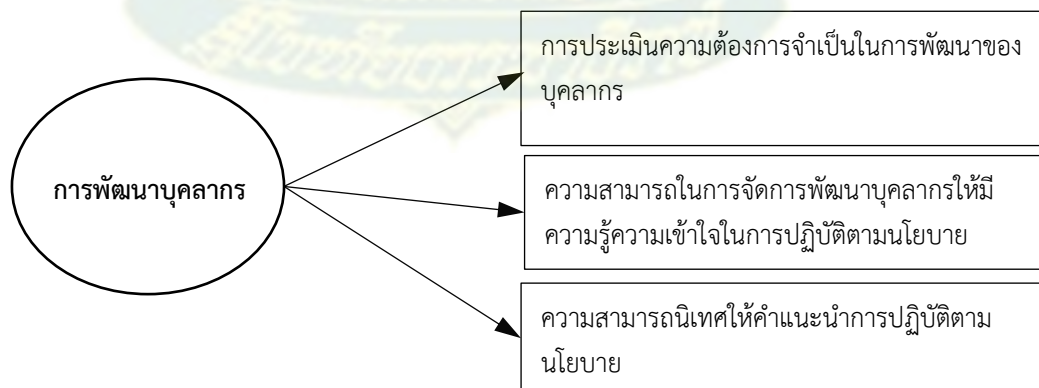 การประเมินความต้องการจำเป็นในการพัฒนาของ
บุคลากร
การพัฒนาบุคลากร
ความสามารถในการจัดการพัฒนาบุคลากรให้มี
ความรู้ความเข้าใจในการปฏิบัติตามนโยบาย
ความสามารถนิเทศให้คำแนะนำการปฏิบัติตาม
นโยบาย